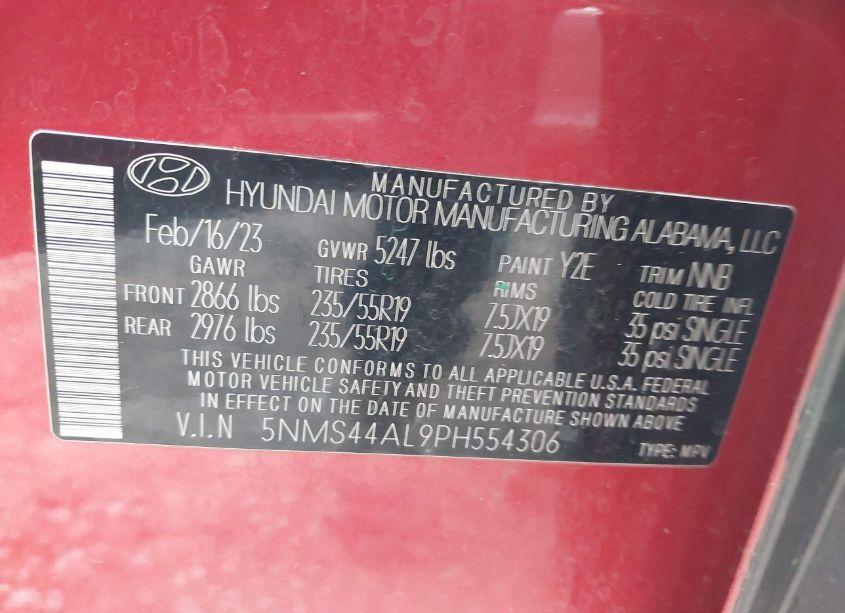 MANUFACTURED BY
HYUNDAI MOTOR MANUFACTURING ALABAMA, LLC
Feb/16/23 GVWR 5247 lbs PAINT Y2E TRIM NNB
GAWR TIRES RIMS COLD TIRE INFL
FRONT 2866 lbs 235/55R19 7.5JX19 35 psi SINGLE
REAR 2976 lbs 235/55R19 7.5JX19 35 psi SINGLE
THIS VEHICLE CONFORMS TO ALL APPLICABLE U.S.A. FEDERAL
MOTOR VEHICLE SAFETY AND THEFT PREVENTION STANDARDS
IN EFFECT ON THE DATE OF MANUFACTURE SHOWN ABOVE
V.I.N 5NMS44AL9PH554306 TYPE: MPV